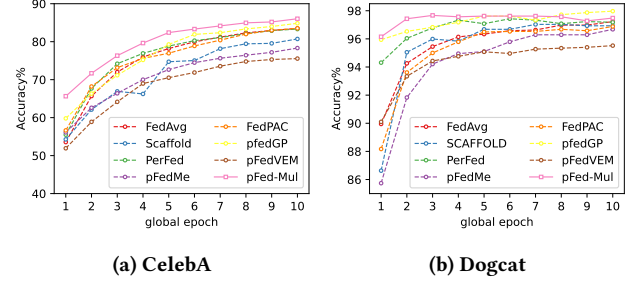 100
90
80
70
60
50
40
Accuracy%
1 2 3 4 5 6 7 8 9 10
global epoch
FedAvg
Scaffold
PerFed
pFedMe
FedPAC
pfedGP
pFedVEM
pFed-Mul
(a) CelebA
98
96
94
92
90
88
86
Accuracy%
1 2 3 4 5 6 7 8 9 10
global epoch
FedAvg
SCAFFOLD
PerFed
pFedMe
FedPAC
pfedGP
pFedVEM
pFed-Mul
(b) Dogcat